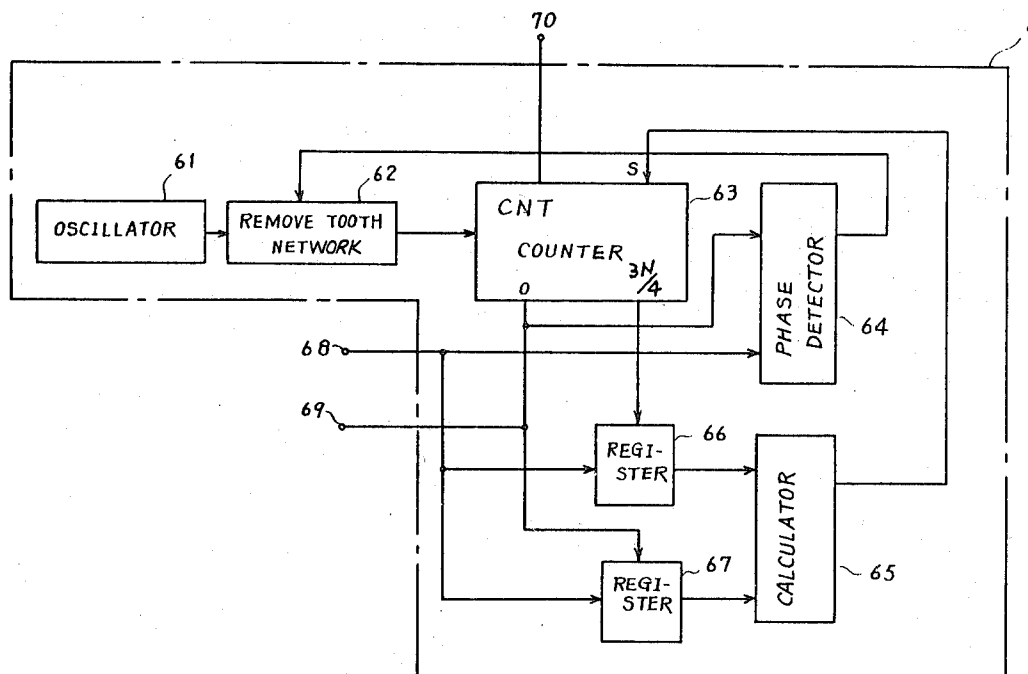 70
61
62
S
63
OSCILLATOR
REMOVE TOOTH
NETWORK
CNT
COUNTER
0
3N/4
PHASE
DETECTOR
64
68
69
66
REGI-
STER
67
REGI-
STER
CALCULATOR
65